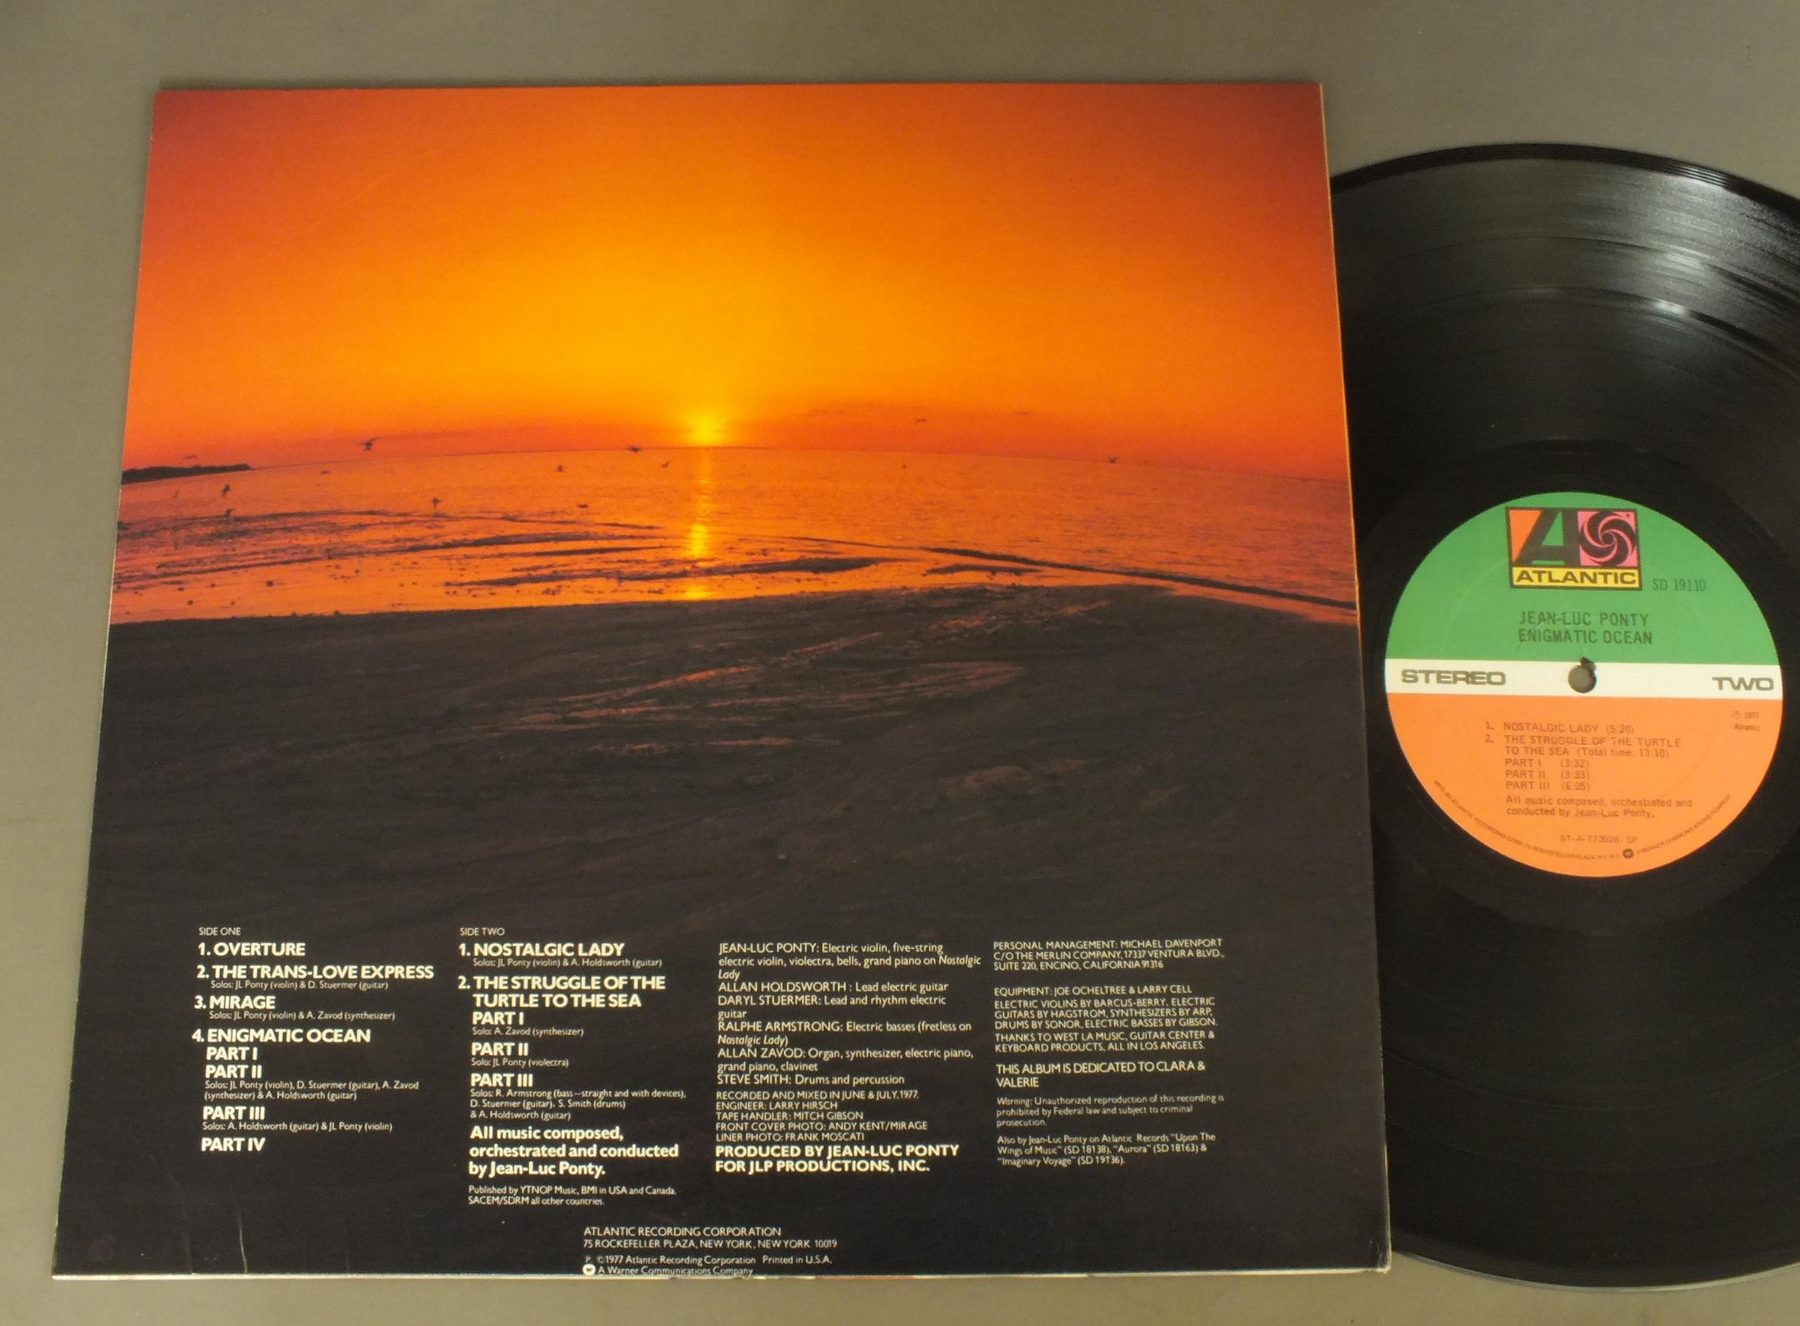 SIDE ONE
1. OVERTURE
2. THE TRANS-LOVE EXPRESS
Solos: JL Ponty (violin) & D. Stuermer (guitar)
3. MIRAGE
Solos: JL Ponty (violin) & A. Zavod (synthesizer)
4. ENIGMATIC OCEAN
PART I
PART II
Solos: JL Ponty (violin), D. Stuermer (guitar), A. Zavod
(synthesizer) & A. Holdsworth (guitar)
PART III
Solos: A. Holdsworth (guitar) & JL Ponty (violin)
PART IV
SIDE TWO
1. NOSTALGIC LADY
Solos: JL Ponty (violin) & A. Holdsworth (guitar)
2. THE STRUGGLE OF THE
TURTLE TO THE SEA
PART I
Solo: A. Zavod (synthesizer)
PART II
Solo: JL Ponty (violectra)
PART III
Solos: R. Armstrong (bass—straight and with devices),
D. Stuermer (guitar), S. Smith (drums)
& A. Holdsworth (guitar)
All music composed,
orchestrated and conducted
by Jean-Luc Ponty.
Published by YTNOP Music, BMI in USA and Canada.
SACEM/SDRM all other countries.
JEAN-LUC PONTY: Electric violin, five-string
electric violin, violectra, bells, grand piano on Nostalgic
Lady
ALLAN HOLDSWORTH : Lead electric guitar
DARYL STUERMER: Lead and rhythm electric
guitar
RALPHE ARMSTRONG: Electric basses (fretless on
Nostalgic Lady)
ALLAN ZAVOD: Organ, synthesizer, electric piano,
grand piano, clavinet
STEVE SMITH: Drums and percussion
RECORDED AND MIXED IN JUNE & JULY, 1977.
ENGINEER: LARRY HIRSCH
TAPE HANDLER: MITCH GIBSON
FRONT COVER PHOTO: ANDY KENT/MIRAGE
LINER PHOTO: FRANK MOSCATI
PRODUCED BY JEAN-LUC PONTY
FOR JLP PRODUCTIONS, INC.
PERSONAL MANAGEMENT: MICHAEL DAVENPORT
C/O THE MERLIN COMPANY, 17337 VENTURA BLVD.,
SUITE 220, ENCINO, CALIFORNIA 91316
EQUIPMENT: JOE OCHELTREE & LARRY CELL
ELECTRIC VIOLINS BY BARCUS-BERRY, ELECTRIC
GUITARS BY HAGSTROM, SYNTHESIZERS BY ARP,
DRUMS BY SONOR, ELECTRIC BASSES BY GIBSON.
THANKS TO WEST LA MUSIC, GUITAR CENTER &
KEYBOARD PRODUCTS, ALL IN LOS ANGELES.
THIS ALBUM IS DEDICATED TO CLARA &
VALERIE
Warning: Unauthorized reproduction of this recording is
prohibited by Federal law and subject to criminal
prosecution.
Also by Jean-Luc Ponty on Atlantic Records "Upon The
Wings of Music" (SD 18138), "Aurora" (SD 18163) &
"Imaginary Voyage" (SD 19136).
ATLANTIC RECORDING CORPORATION
75 ROCKEFELLER PLAZA, NEW YORK, NEW YORK 10019
℗ © 1977 Atlantic Recording Corporation Printed in U.S.A.
A Warner Communications Company
ATLANTIC
SD 19110
JEAN-LUC PONTY
ENIGMATIC OCEAN
STEREO
TWO
℗ 1977
Atlantic
1. NOSTALGIC LADY (5:26)
2. THE STRUGGLE OF THE TURTLE
TO THE SEA (Total time: 13:10)
PART I (3:32)
PART II (3:33)
PART III (6:05)
All music composed, orchestrated and
conducted by Jean-Luc Ponty.